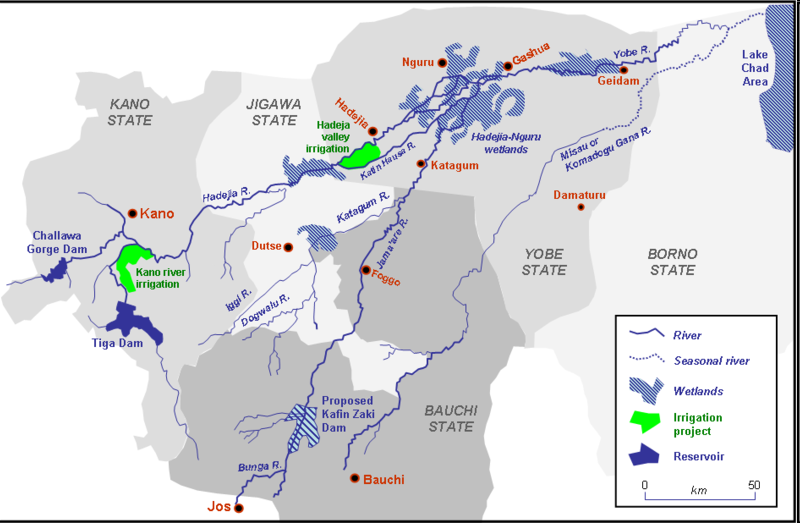 Nguru
Gashua
Yobe R.
Geidam
Lake
Chad
Area
KANO
STATE
JIGAWA
STATE
Hadejia
Hadeja
valley
irrigation
Kafin Hausa R.
Hadejia-Nguru
wetlands
Katagum
Misau or
Komadogu Gana R.
Hadejia R.
Katagum R.
Damaturu
Kano
Challawa
Gorge Dam
Dutse
Jama'are R.
Kano river
irrigation
Foggo
YOBE
STATE
BORNO
STATE
Iggi R.
Dogwalu R.
Tiga Dam
River
Seasonal river
Wetlands
Irrigation
project
Reservoir
0
50
km
Proposed
Kafin Zaki
Dam
BAUCHI
STATE
Bunga R.
Bauchi
Jos